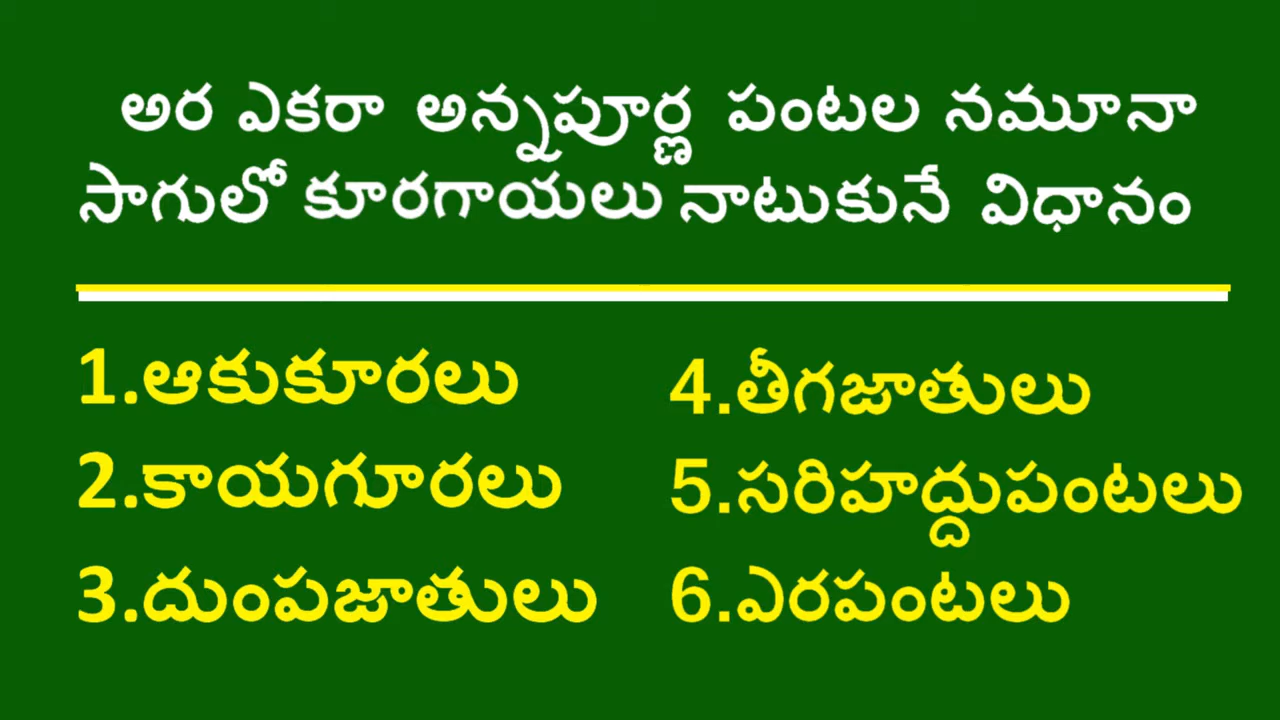 అర ఎకరా అన్నపూర్ణ పంటల నమూనా
సాగులో కూరగాయలు నాటుకునే విధానం
1.ఆకుకూరలు
2.కాయగూరలు
3.దుంపజాతులు
4.తీగజాతులు
5.సరిహద్దుపంటలు
6.ఎరపంటలు